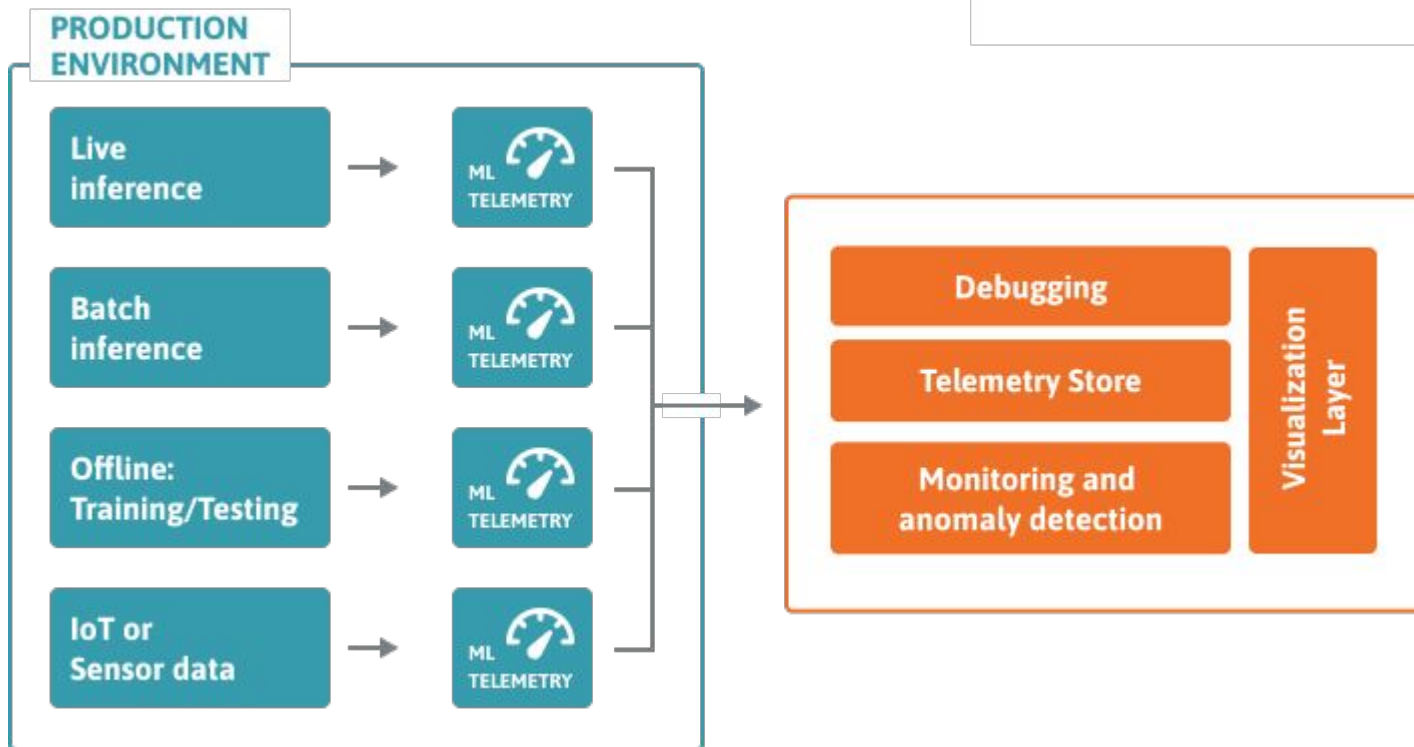 PRODUCTION
ENVIRONMENT
Live
inference
ML
TELEMETRY
Batch
inference
ML
TELEMETRY
Offline:
Training/Testing
ML
TELEMETRY
IoT or
Sensor data
ML
TELEMETRY
Debugging
Telemetry Store
Monitoring and
anomaly detection
Visualization
Layer